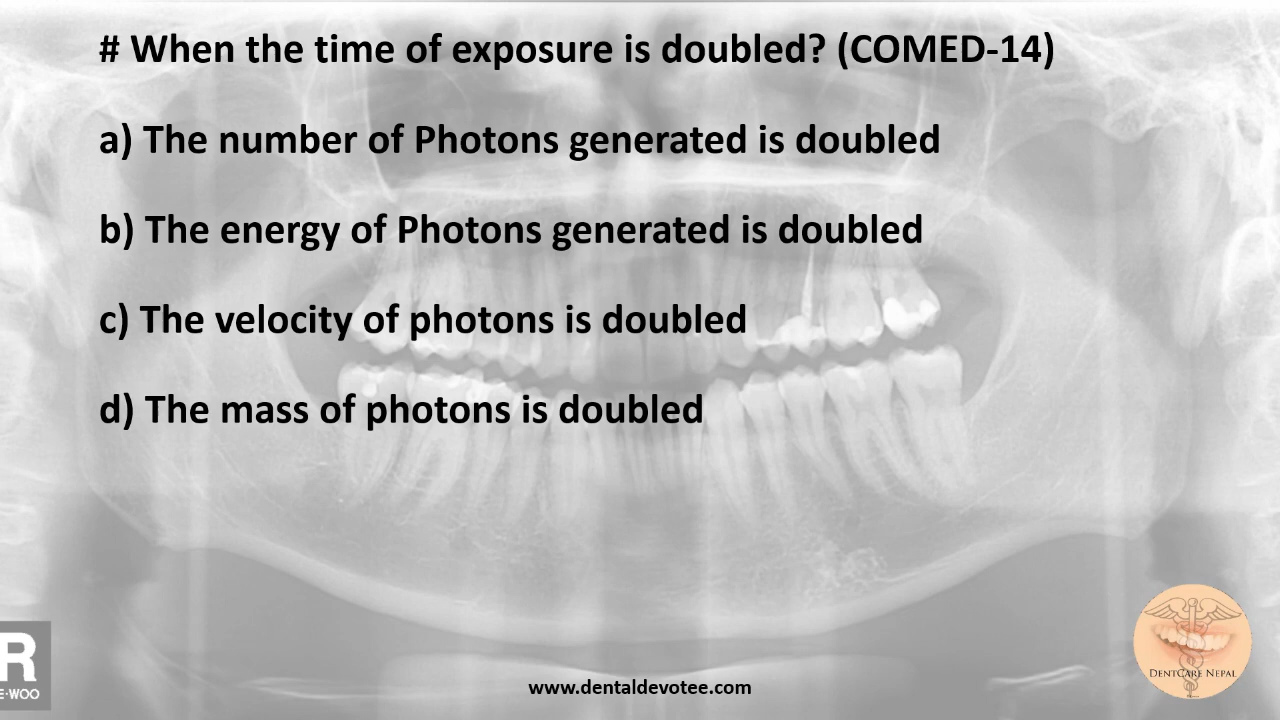 # When the time of exposure is doubled? (COMED-14)
a) The number of Photons generated is doubled
b) The energy of Photons generated is doubled
c) The velocity of photons is doubled
d) The mass of photons is doubled
R
E-WOO
DENTCARE NEPAL
www.dentaldevotee.com